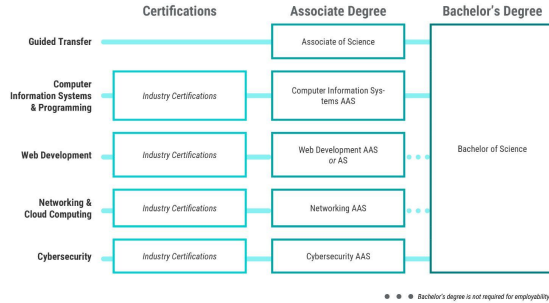 Certifications
Associate Degree
Bachelor's Degree
Guided Transfer
Associate of Science
Computer
Information Systems
& Programming
Industry Certifications
Computer Information Sys-
tems AAS
Bachelor of Science
Web Development
Industry Certifications
Web Development AAS
or AS
Networking &
Cloud Computing
Industry Certifications
Networking AAS
Cybersecurity
Industry Certifications
Cybersecurity AAS
Bachelor's degree is not required for employability